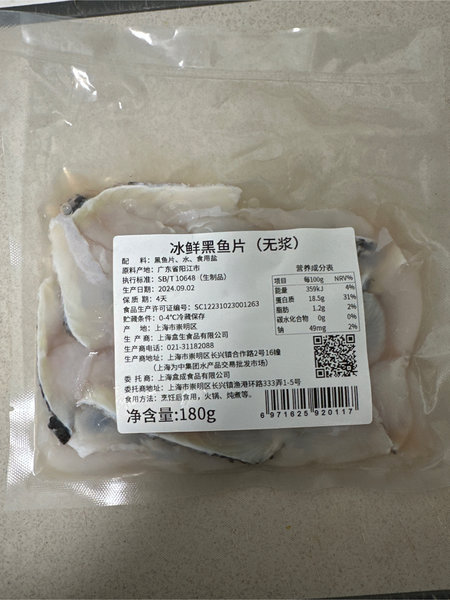 冰鲜黑鱼片（无浆）
配 料：黑鱼片、水、食用盐
原料产地：广东省阳江市
执行标准：SB/T 10648（生制品）
生产日期：2024.09.02
保 质 期：4天
食品生产许可证编号：SC12231023001263
贮藏条件：0-4℃冷藏保存
产 地：上海市崇明区
生 产 商：上海盒生食品有限公司
生产商电话：021-31182088
生产商地址：上海市崇明区长兴镇合作路2号16幢
（上海为中集团水产品交易批发市场）
委 托 商：上海盒成食品有限公司
委托商地址：上海市崇明区长兴镇渔港环路333弄1-5号
食用方法：烹饪后食用，火锅、炖煮等。
净含量:180g
营养成分表
项目 每100g NRV%
能量 359kJ 4%
蛋白质 18.5g 31%
脂肪 1.2g 2%
碳水化合物 0g 0%
钠 49mg 2%
6 971625 920117